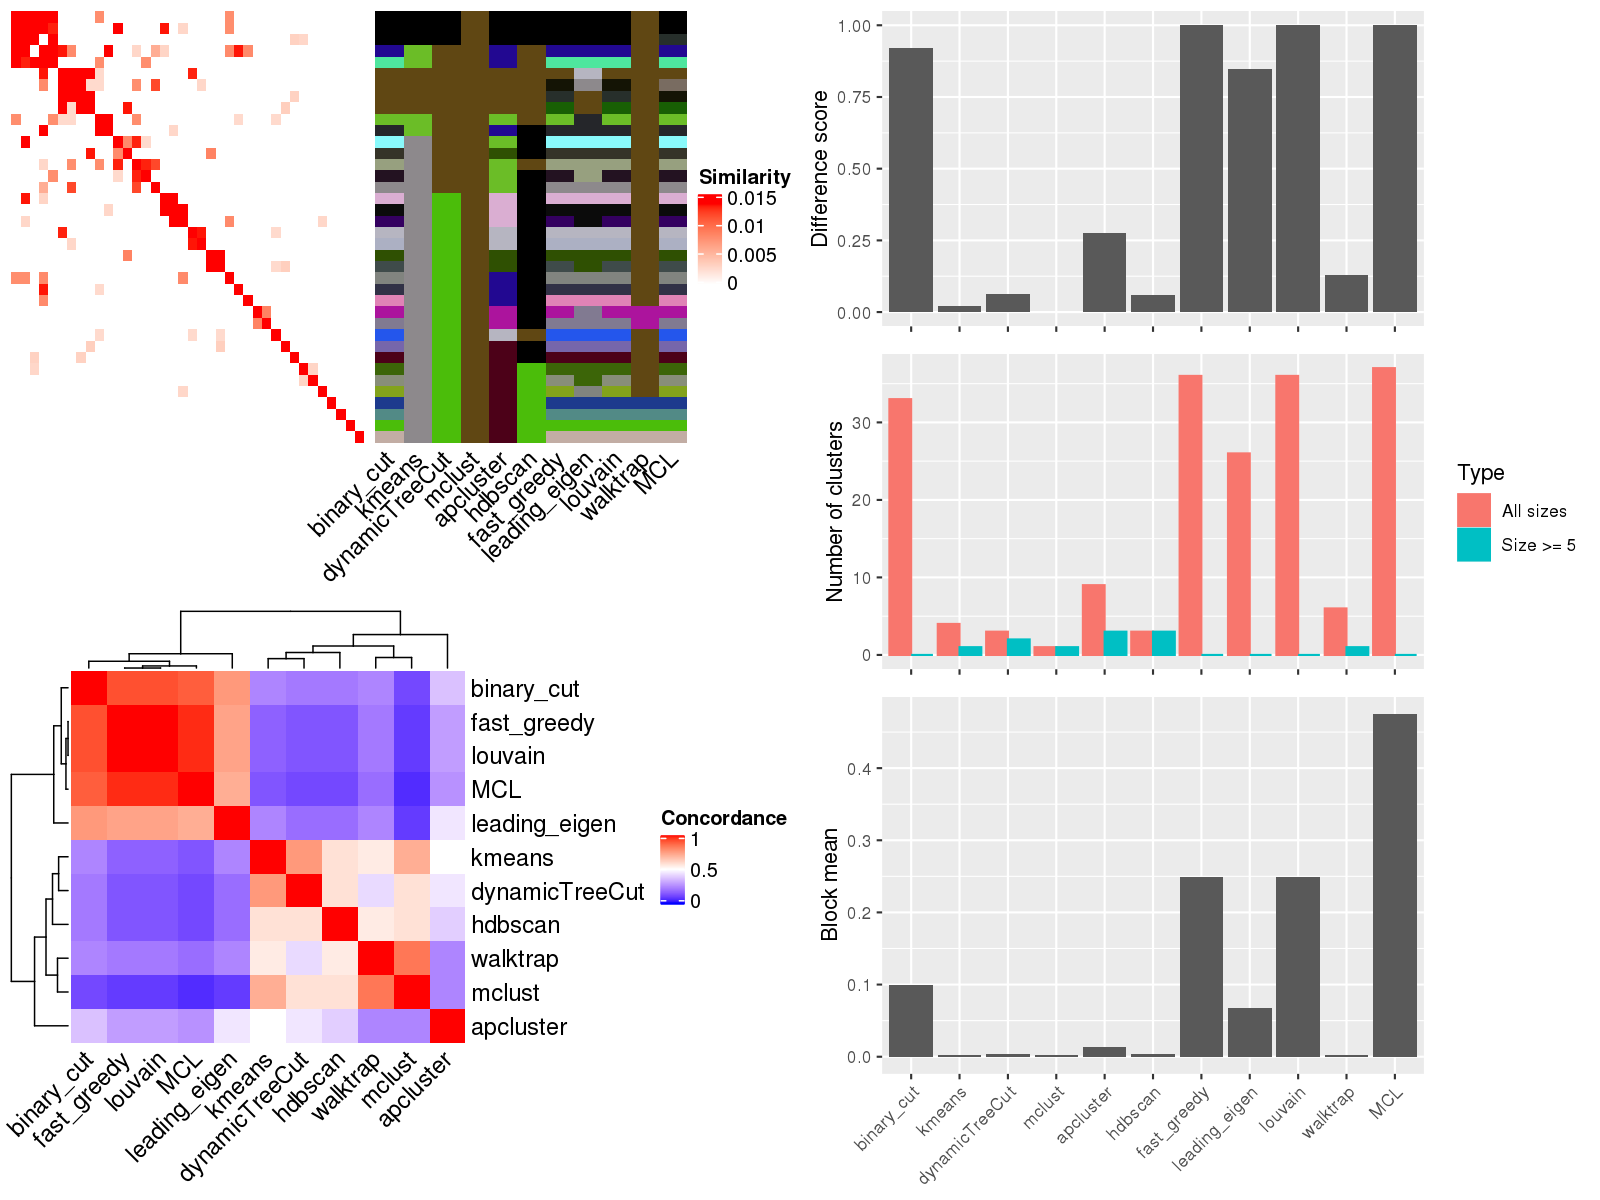 Similarity
0.015
0.01
0.005
0
binary_cut
kmeans
dynamicTreeCut
mclust
apcluster
hdbscan
fast_greedy
leading_eigen
louvain
walktrap
MCL
binary_cut
fast_greedy
louvain
MCL
leading_eigen
kmeans
dynamicTreeCut
hdbscan
walktrap
mclust
apcluster
Concordance
1
0.5
0
binary_cut
fast_greedy
louvain
MCL
leading_eigen
kmeans
dynamicTreeCut
hdbscan
walktrap
mclust
apcluster
Difference score
1.00
0.75
0.50
0.25
0.00
Number of clusters
30
20
10
0
Type
All sizes
Size >= 5
Block mean
0.4
0.3
0.2
0.1
0.0
binary_cut
kmeans
dynamicTreeCut
mclust
apcluster
hdbscan
fast_greedy
leading_eigen
louvain
walktrap
MCL